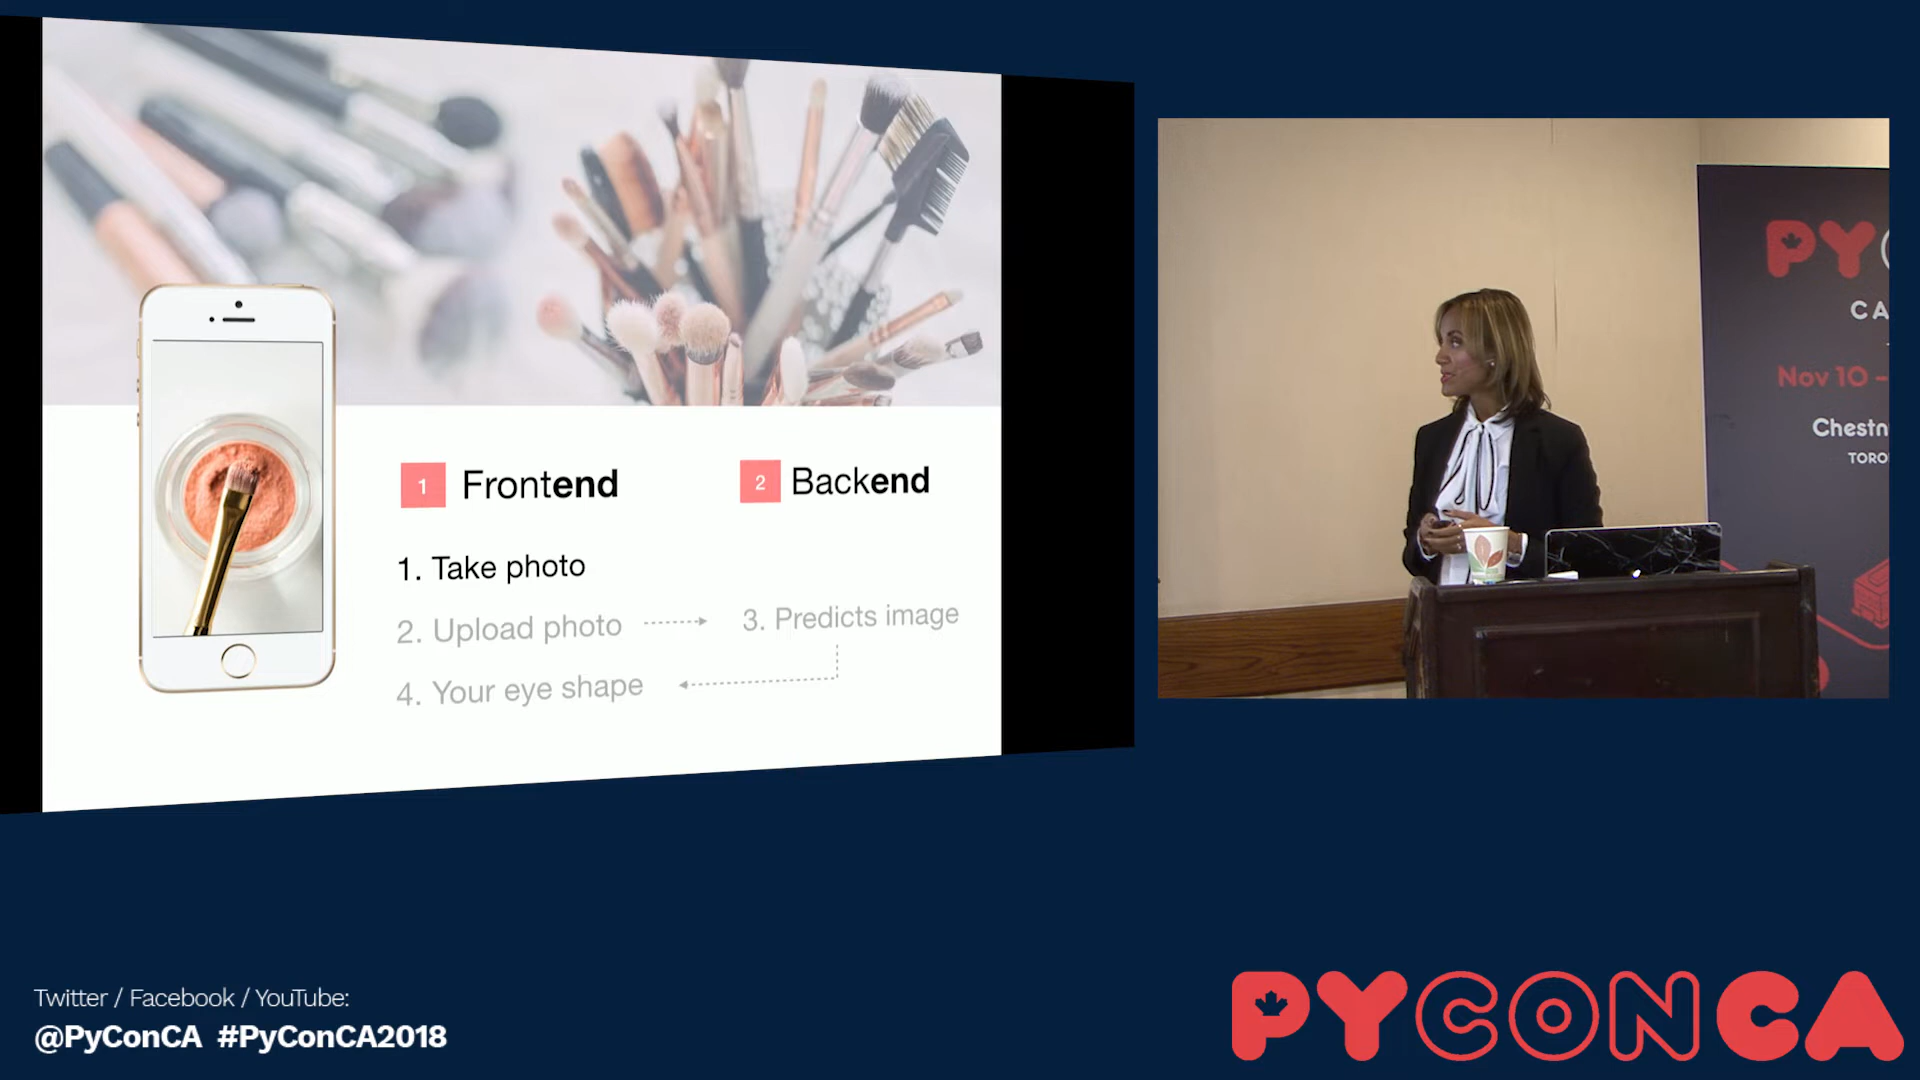 1 Frontend
2 Backend
1. Take photo
2. Upload photo
3. Predicts image
4. Your eye shape
PY
CA
Nov 10 -
Chestn
TORO
Twitter / Facebook / YouTube:
@PyConCA #PyConCA2018
PYCONCA